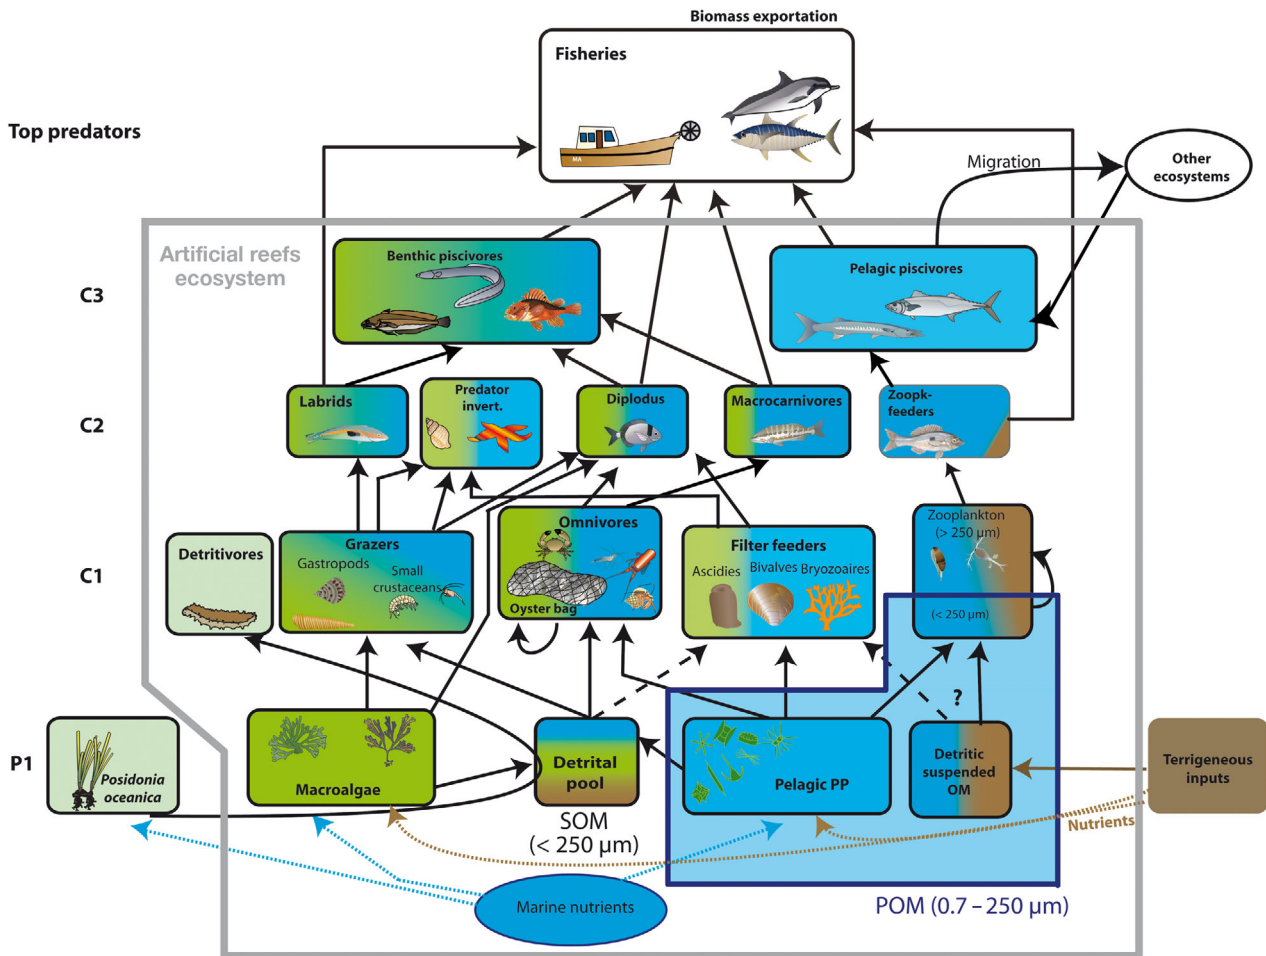 Biomass exportation
Fisheries
MA
Top predators
Migration
Other
ecosystems
Artificial reefs
ecosystem
C3
Benthic piscivores
Pelagic piscivores
C2
Labrids
Predator
invert.
Diplodus
Macrocarnivores
Zoopk-
feeders
C1
Detritivores
Grazers
Gastropods
Small
crustaceans
Omnivores
Oyster bag
Filter feeders
Ascidies
Bivalves
Bryozoaires
Zooplankton
(> 250 µm)
(< 250 µm)
?
P1
Posidonia
oceanica
Macroalgae
Detrital
pool
SOM
(< 250 µm)
Pelagic PP
Detritic
suspended
OM
Terrigeneous
inputs
Nutrients
Marine nutrients
POM (0.7 – 250 µm)